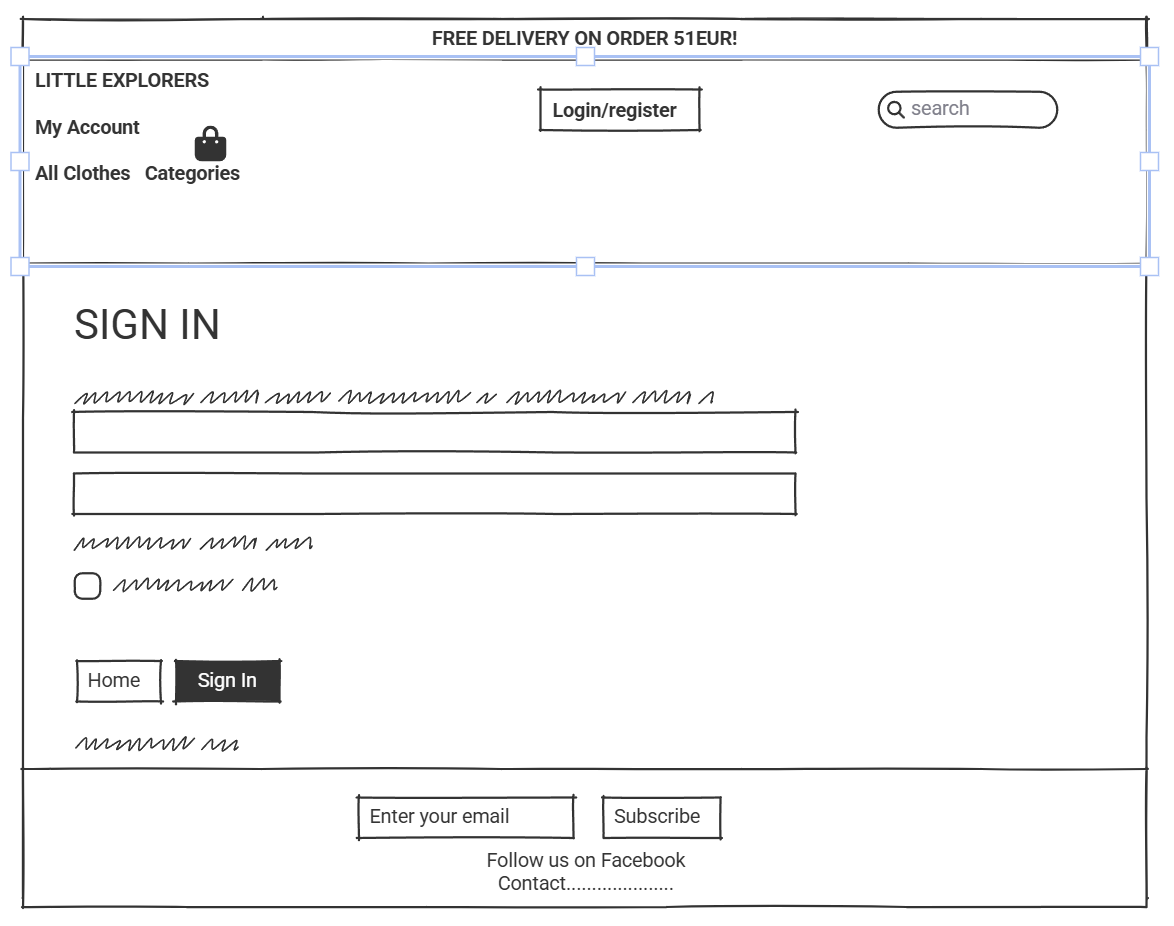 FREE DELIVERY ON ORDER 51EUR!
LITTLE EXPLORERS
Login/register
search
My Account
All Clothes Categories
SIGN IN
Home
Sign In
Enter your email
Subscribe
Follow us on Facebook
Contact.....................